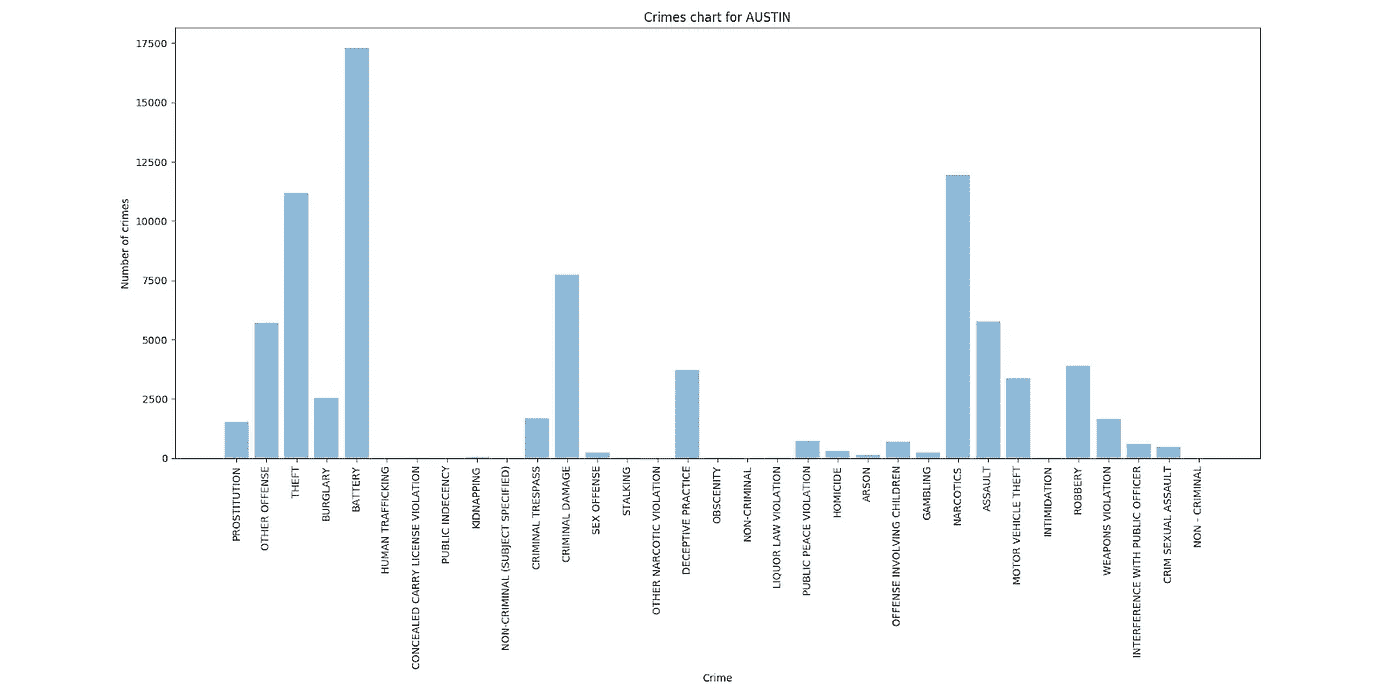 Crimes chart for AUSTIN
Number of crimes
17500
15000
12500
10000
7500
5000
2500
0
PROSTITUTION
OTHER OFFENSE
THEFT
BURGLARY
BATTERY
HUMAN TRAFFICKING
CONCEALED CARRY LICENSE VIOLATION
PUBLIC INDECENCY
KIDNAPPING
NON-CRIMINAL (SUBJECT SPECIFIED)
CRIMINAL TRESPASS
CRIMINAL DAMAGE
SEX OFFENSE
STALKING
OTHER NARCOTIC VIOLATION
DECEPTIVE PRACTICE
OBSCENITY
NON-CRIMINAL
LIQUOR LAW VIOLATION
PUBLIC PEACE VIOLATION
HOMICIDE
ARSON
OFFENSE INVOLVING CHILDREN
GAMBLING
NARCOTICS
ASSAULT
MOTOR VEHICLE THEFT
INTIMIDATION
ROBBERY
WEAPONS VIOLATION
INTERFERENCE WITH PUBLIC OFFICER
CRIM SEXUAL ASSAULT
NON - CRIMINAL
Crime